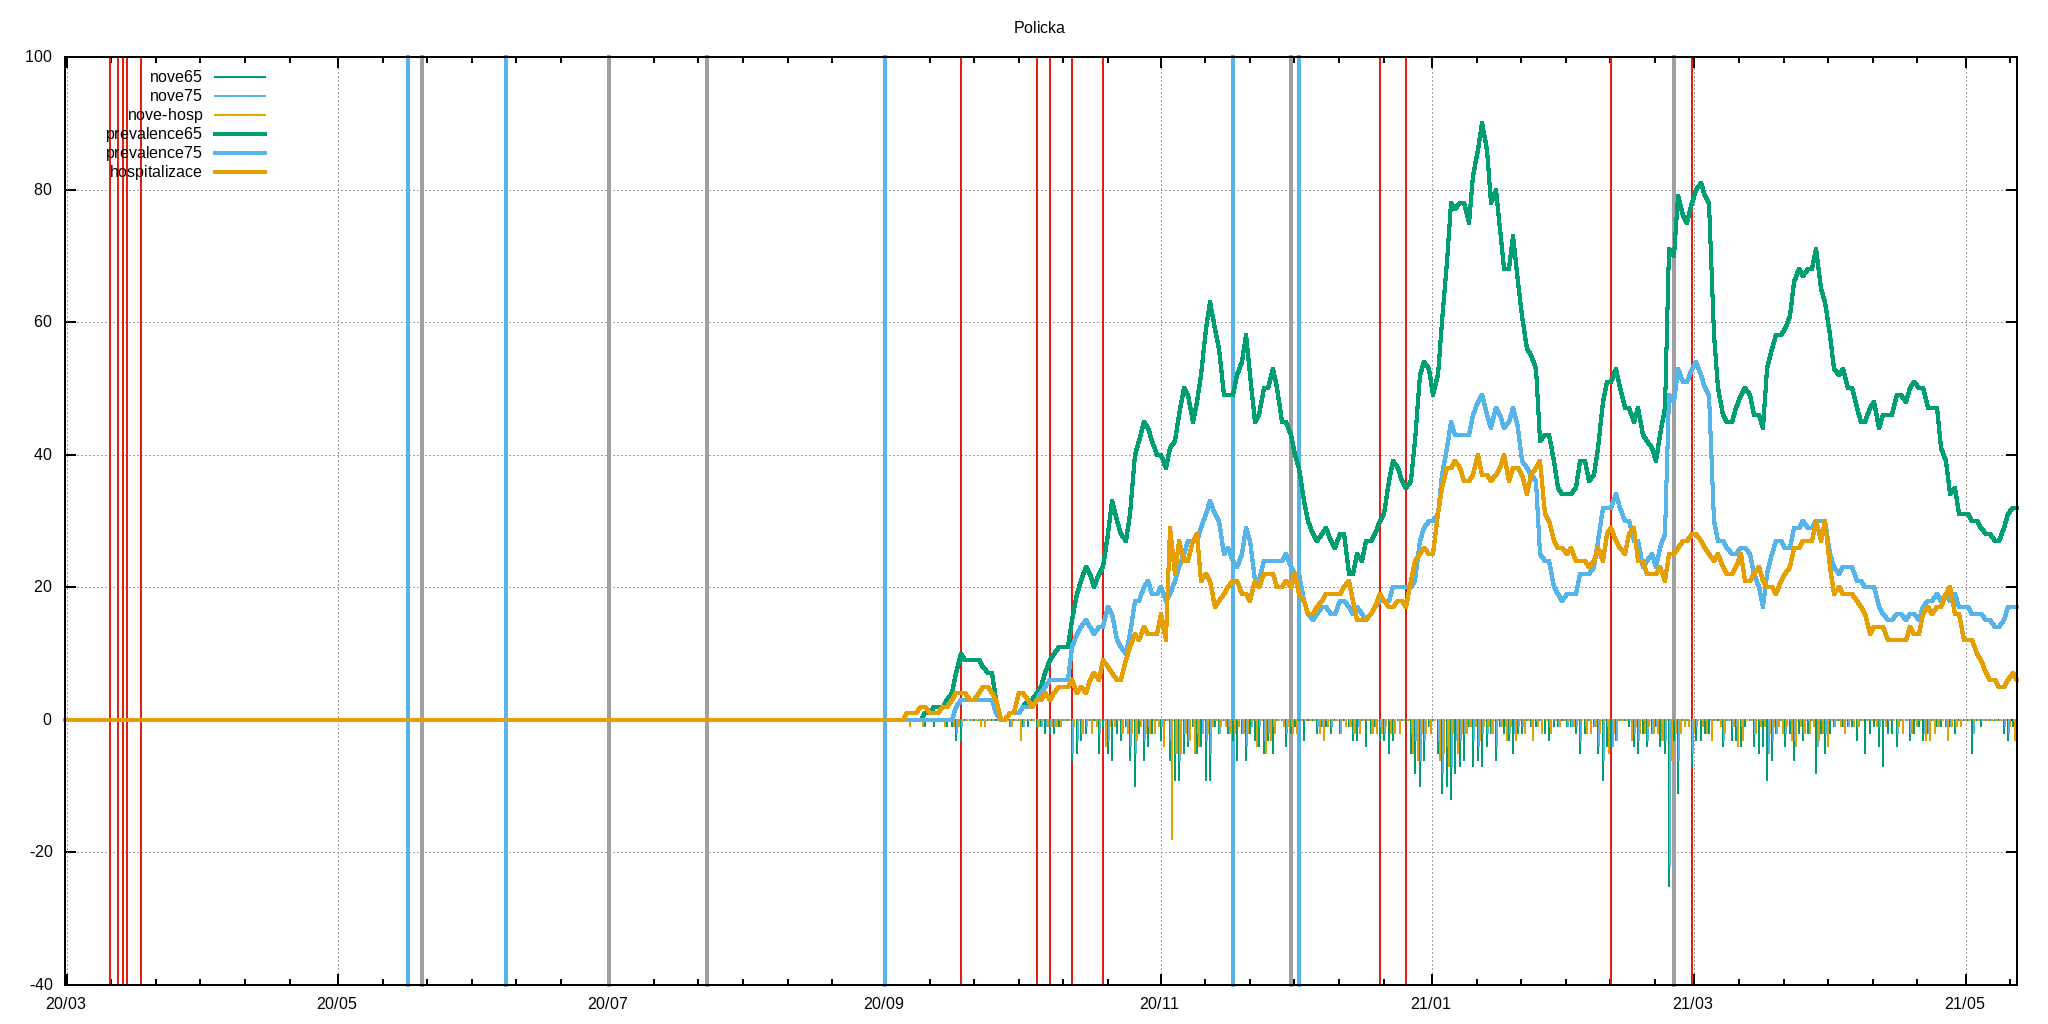 Policka
100
80
60
40
20
0
-20
-40
nove65
nove75
nove-hosp
prevalence65
prevalence75
hospitalizace
20/03 20/05 20/07 20/09 20/11 21/01 21/03 21/05